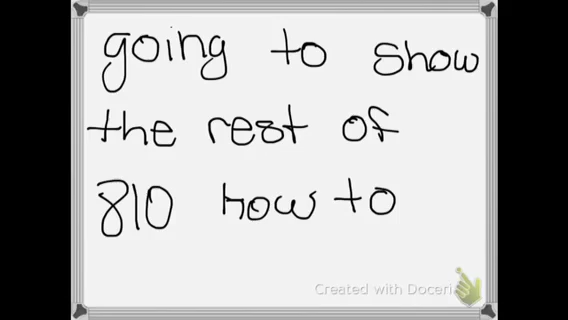 going to show
the rest of
810 how to
Created with Doceri